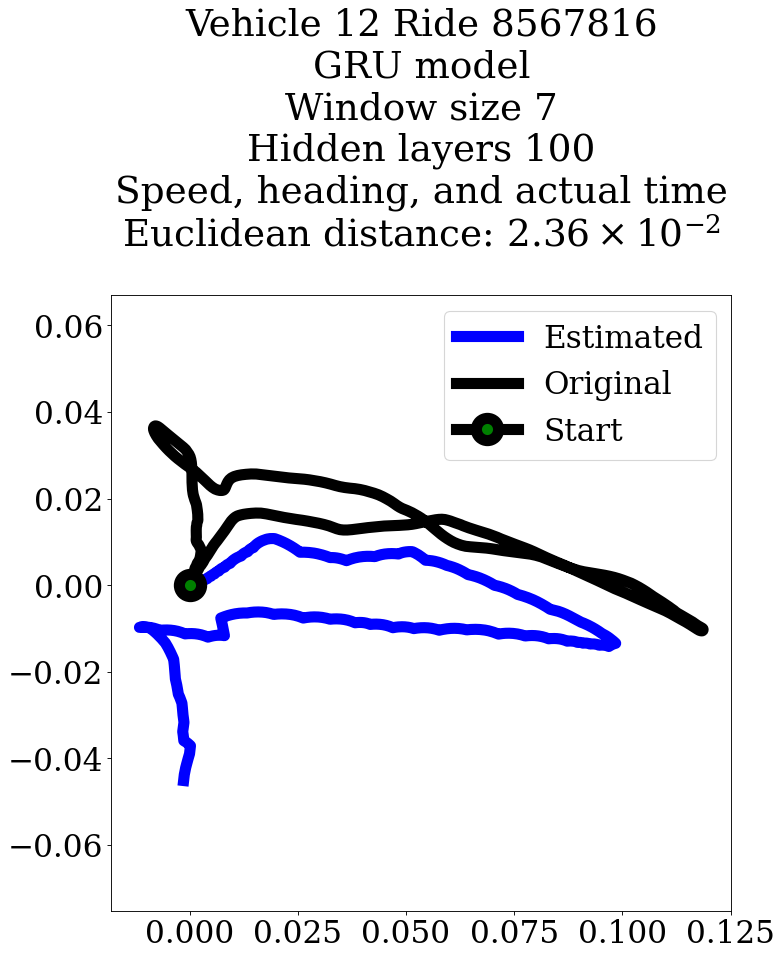 Vehicle 12 Ride 8567816
GRU model
Window size 7
Hidden layers 100
Speed, heading, and actual time
Euclidean distance: 2.36 × 10⁻²
Estimated
Original
Start
0.06
0.04
0.02
0.00
−0.02
−0.04
−0.06
0.000 0.025 0.050 0.075 0.100 0.125